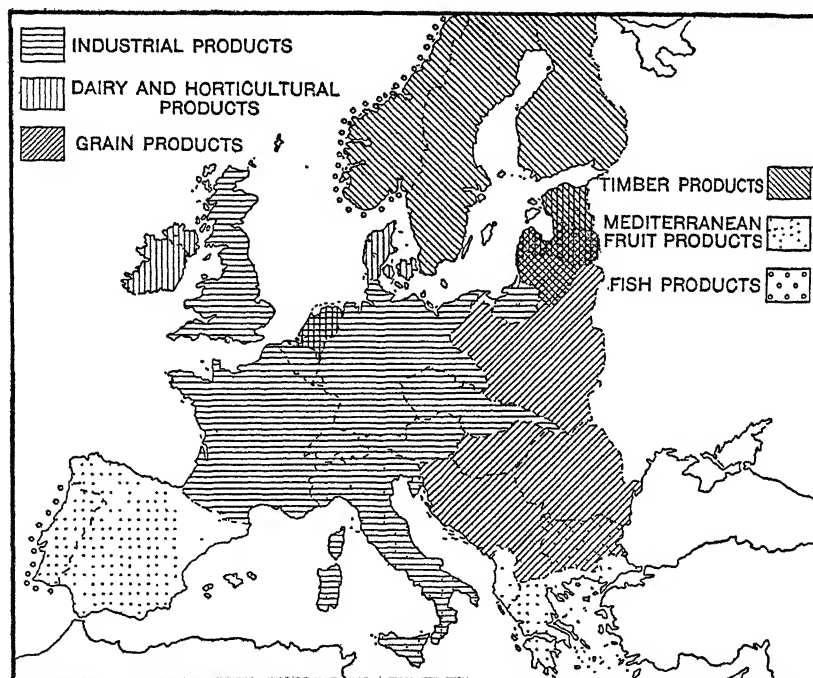 INDUSTRIAL PRODUCTS
DAIRY AND HORTICULTURAL
PRODUCTS
GRAIN PRODUCTS
TIMBER PRODUCTS
MEDITERRANEAN
FRUIT PRODUCTS
FISH PRODUCTS